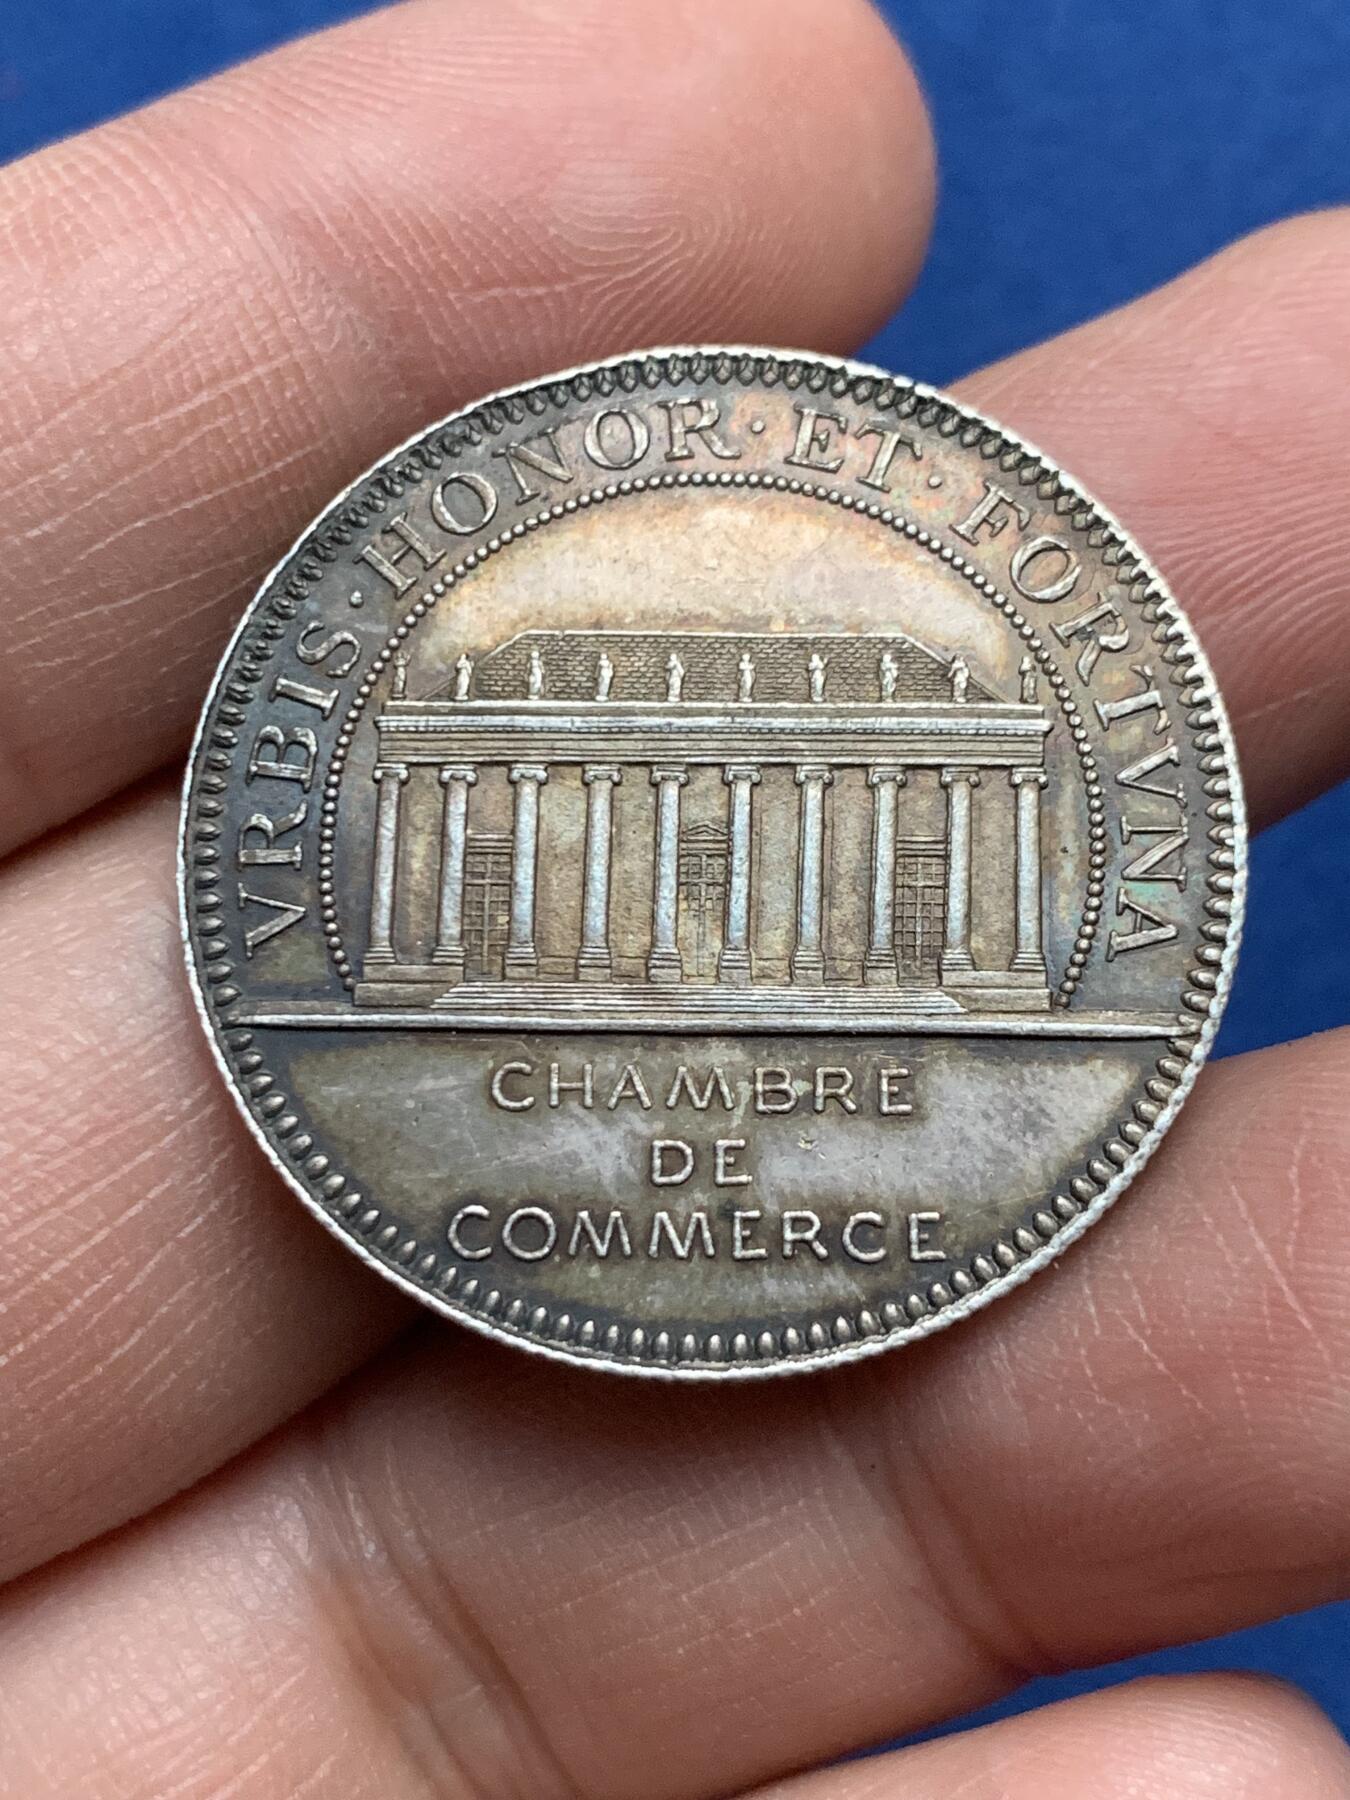 VRBIS · HONOR · ET · FORTVNA
CHAMBRE
DE
COMMERCE